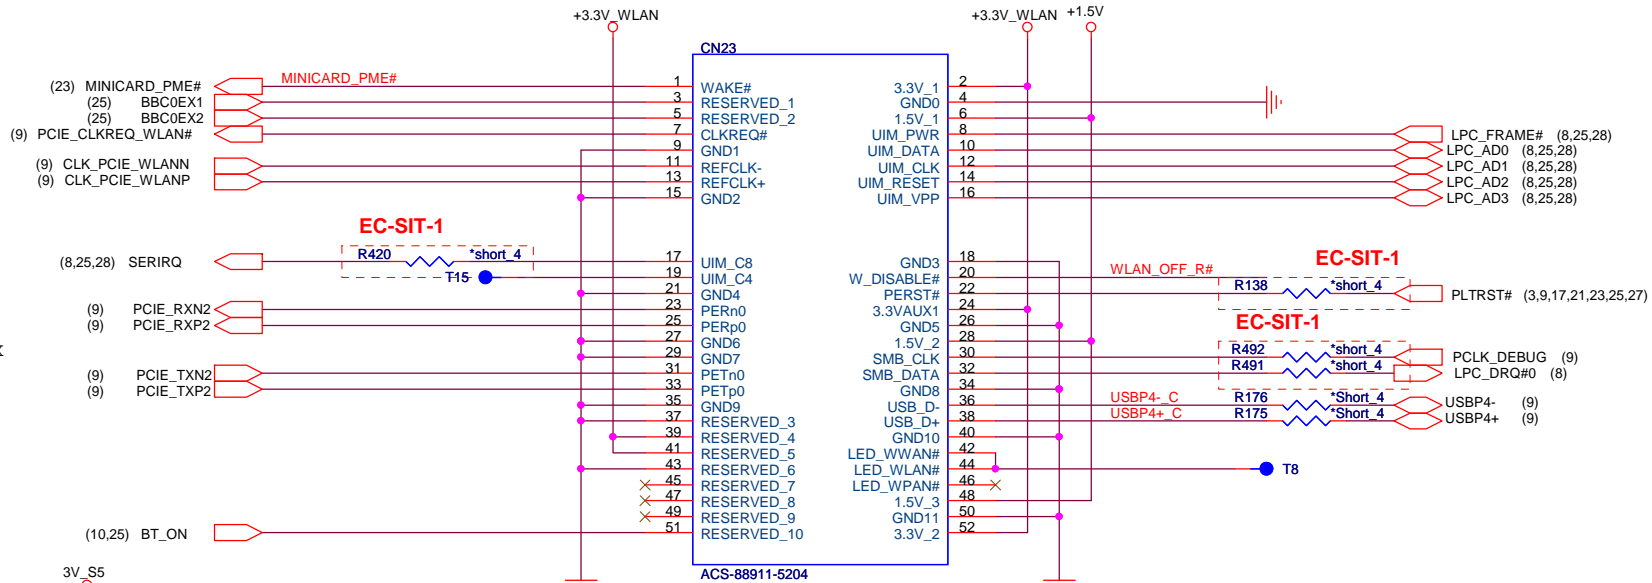 +3.3V_WLAN
+3.3V_WLAN +1.5V
CN23
(23) MINICARD_PME# MINICARD_PME# 1 WAKE# 3.3V_1 2
(25) BBC0EX1 3 RESERVED_1 GND0 4
(25) BBC0EX2 5 RESERVED_2 1.5V_1 6
(9) PCIE_CLKREQ_WLAN# 7 CLKREQ# UIM_PWR 8 LPC_FRAME# (8,25,28)
9 GND1 UIM_DATA 10 LPC_AD0 (8,25,28)
(9) CLK_PCIE_WLANN 11 REFCLK- UIM_CLK 12 LPC_AD1 (8,25,28)
(9) CLK_PCIE_WLANP 13 REFCLK+ UIM_RESET 14 LPC_AD2 (8,25,28)
15 GND2 UIM_VPP 16 LPC_AD3 (8,25,28)
EC-SIT-1
(8,25,28) SERIRQ R420 *short_4 17 UIM_C8 GND3 18
EC-SIT-1
T15 19 UIM_C4 W_DISABLE# 20 WLAN_OFF_R#
21 GND4 PERST# 22 R138 *short_4 PLTRST# (3,9,17,21,23,25,27)
(9) PCIE_RXN2 23 PERn0 3.3VAUX1 24
(9) PCIE_RXP2 25 PERp0 GND5 26
EC-SIT-1
27 GND6 1.5V_2 28
29 GND7 SMB_CLK 30 R492 *short_4 PCLK_DEBUG (9)
(9) PCIE_TXN2 31 PETn0 SMB_DATA 32 R491 *short_4 LPC_DRQ#0 (8)
(9) PCIE_TXP2 33 PETp0 GND8 34
35 GND9 USB_D- 36 USBP4-_C R176 *Short_4 USBP4- (9)
37 RESERVED_3 USB_D+ 38 USBP4+_C R175 *Short_4 USBP4+ (9)
39 RESERVED_4 GND10 40
41 RESERVED_5 LED_WWAN# 42
43 RESERVED_6 LED_WLAN# 44 T8
45 RESERVED_7 LED_WPAN# 46
47 RESERVED_8 1.5V_3 48
49 RESERVED_9 GND11 50
(10,25) BT_ON 51 RESERVED_10 3.3V_2 52
3V_S5
ACS-88911-5204